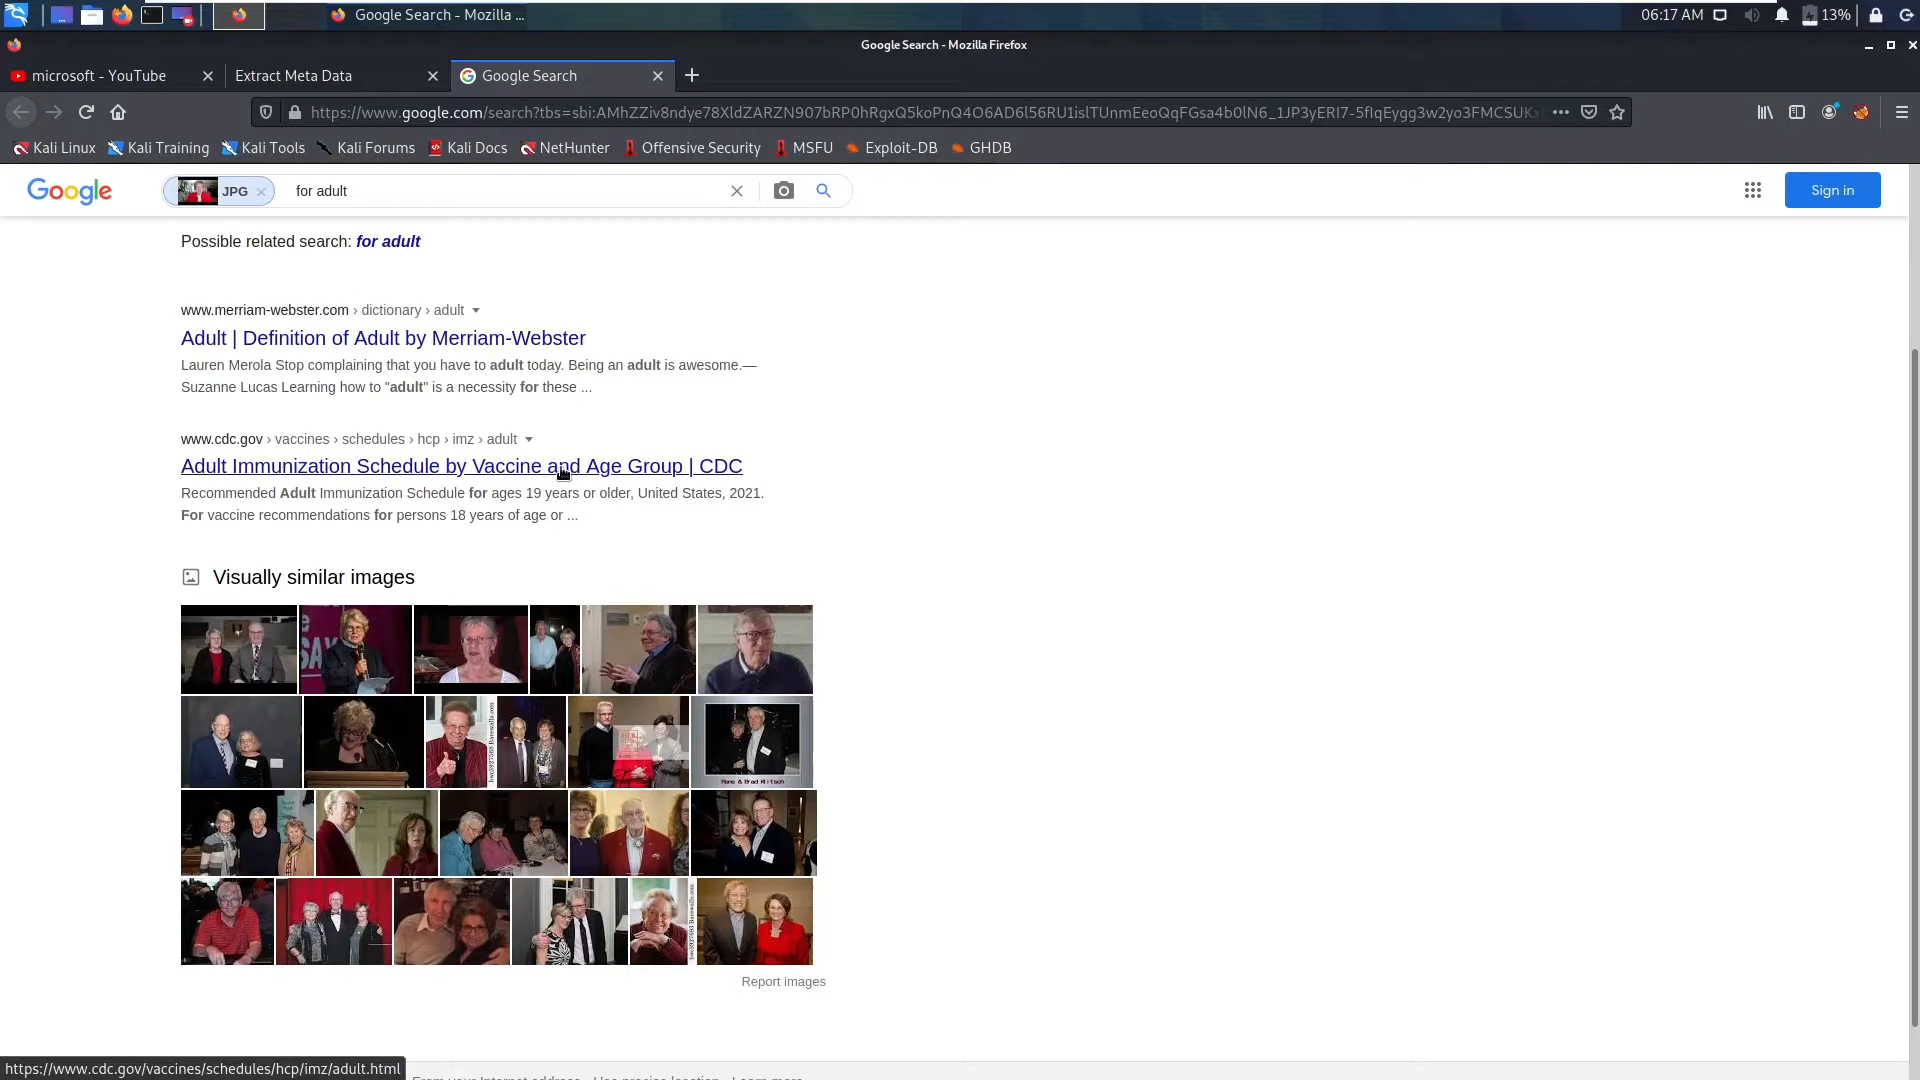 Google Search - Mozilla ...
06:17 AM
13%
Google Search - Mozilla Firefox
microsoft - YouTube
Extract Meta Data
Google Search
https://www.google.com/search?tbs=sbi:
Kali Linux
Kali Training
Kali Tools
Kali Forums
Kali Docs
NetHunter
Offensive Security
MSFU
Exploit-DB
GHDB
Google
JPG
for adult
Sign in
Possible related search: for adult
www.merriam-webster.com › dictionary › adult
Adult | Definition of Adult by Merriam-Webster
Lauren Merola Stop complaining that you have to adult today. Being an adult is awesome.—
Suzanne Lucas Learning how to "adult" is a necessity for these ...
www.cdc.gov › vaccines › schedules › hcp › imz › adult
Adult Immunization Schedule by Vaccine and Age Group | CDC
Recommended Adult Immunization Schedule for ages 19 years or older, United States, 2021.
For vaccine recommendations for persons 18 years of age or ...
Visually similar images
Report images
https://www.cdc.gov/vaccines/schedules/hcp/imz/adult.html